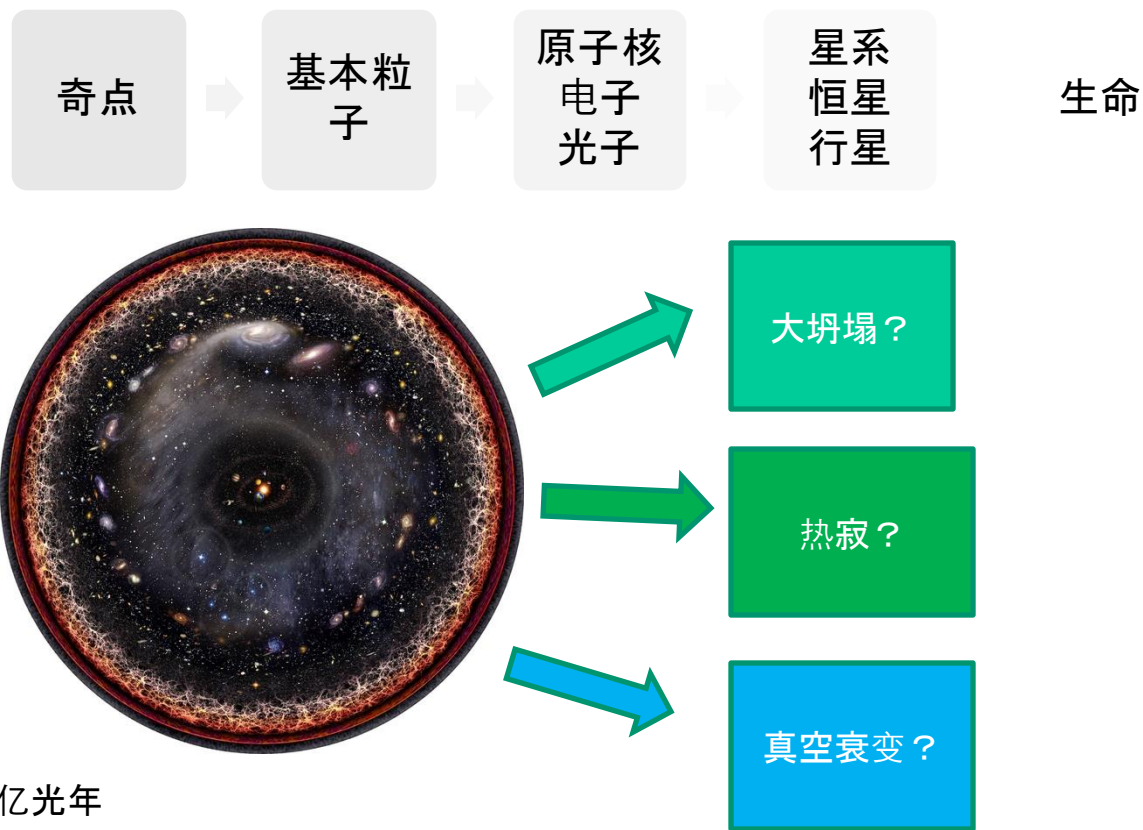 奇点
基本粒
子
原子核
电子
光子
星系
恒星
行星
生命
大坍塌？
热寂？
真空衰变？
亿光年